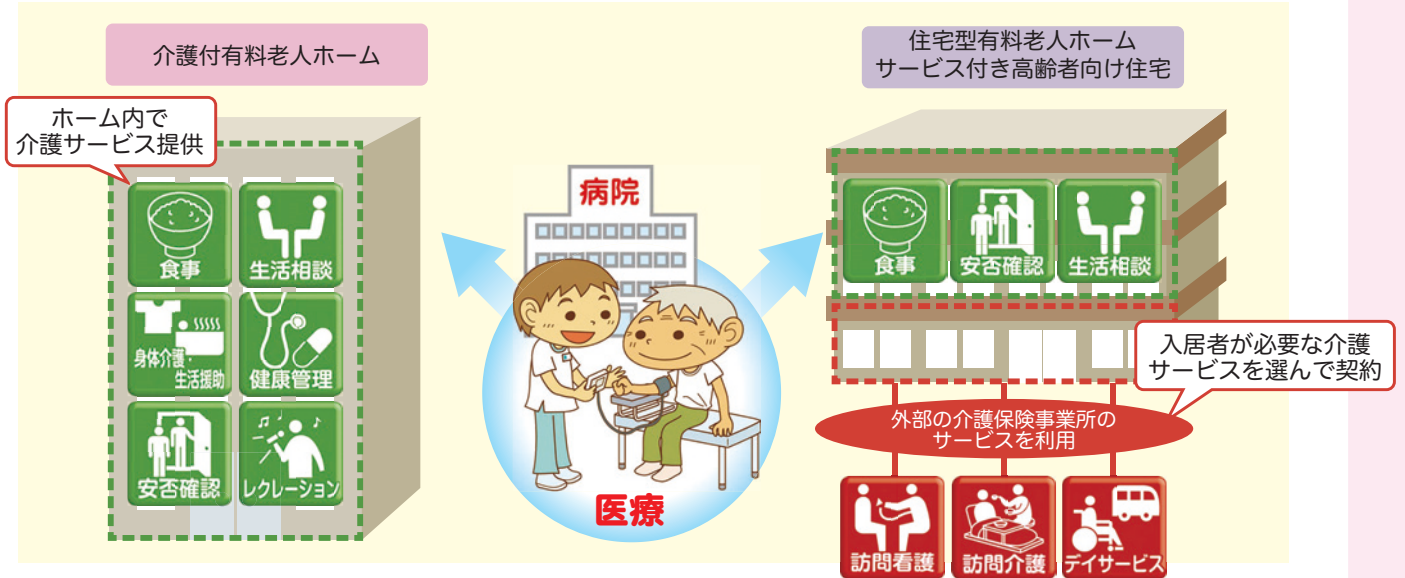 介護付有料老人ホーム
ホーム内で
介護サービス提供
食事
生活相談
身体介護・
生活援助
健康管理
安否確認
レクレーション
病院
医療
住宅型有料老人ホーム
サービス付き高齢者向け住宅
食事
安否確認
生活相談
入居者が必要な介護
サービスを選んで契約
外部の介護保険事業所の
サービスを利用
訪問看護
訪問介護
デイサービス